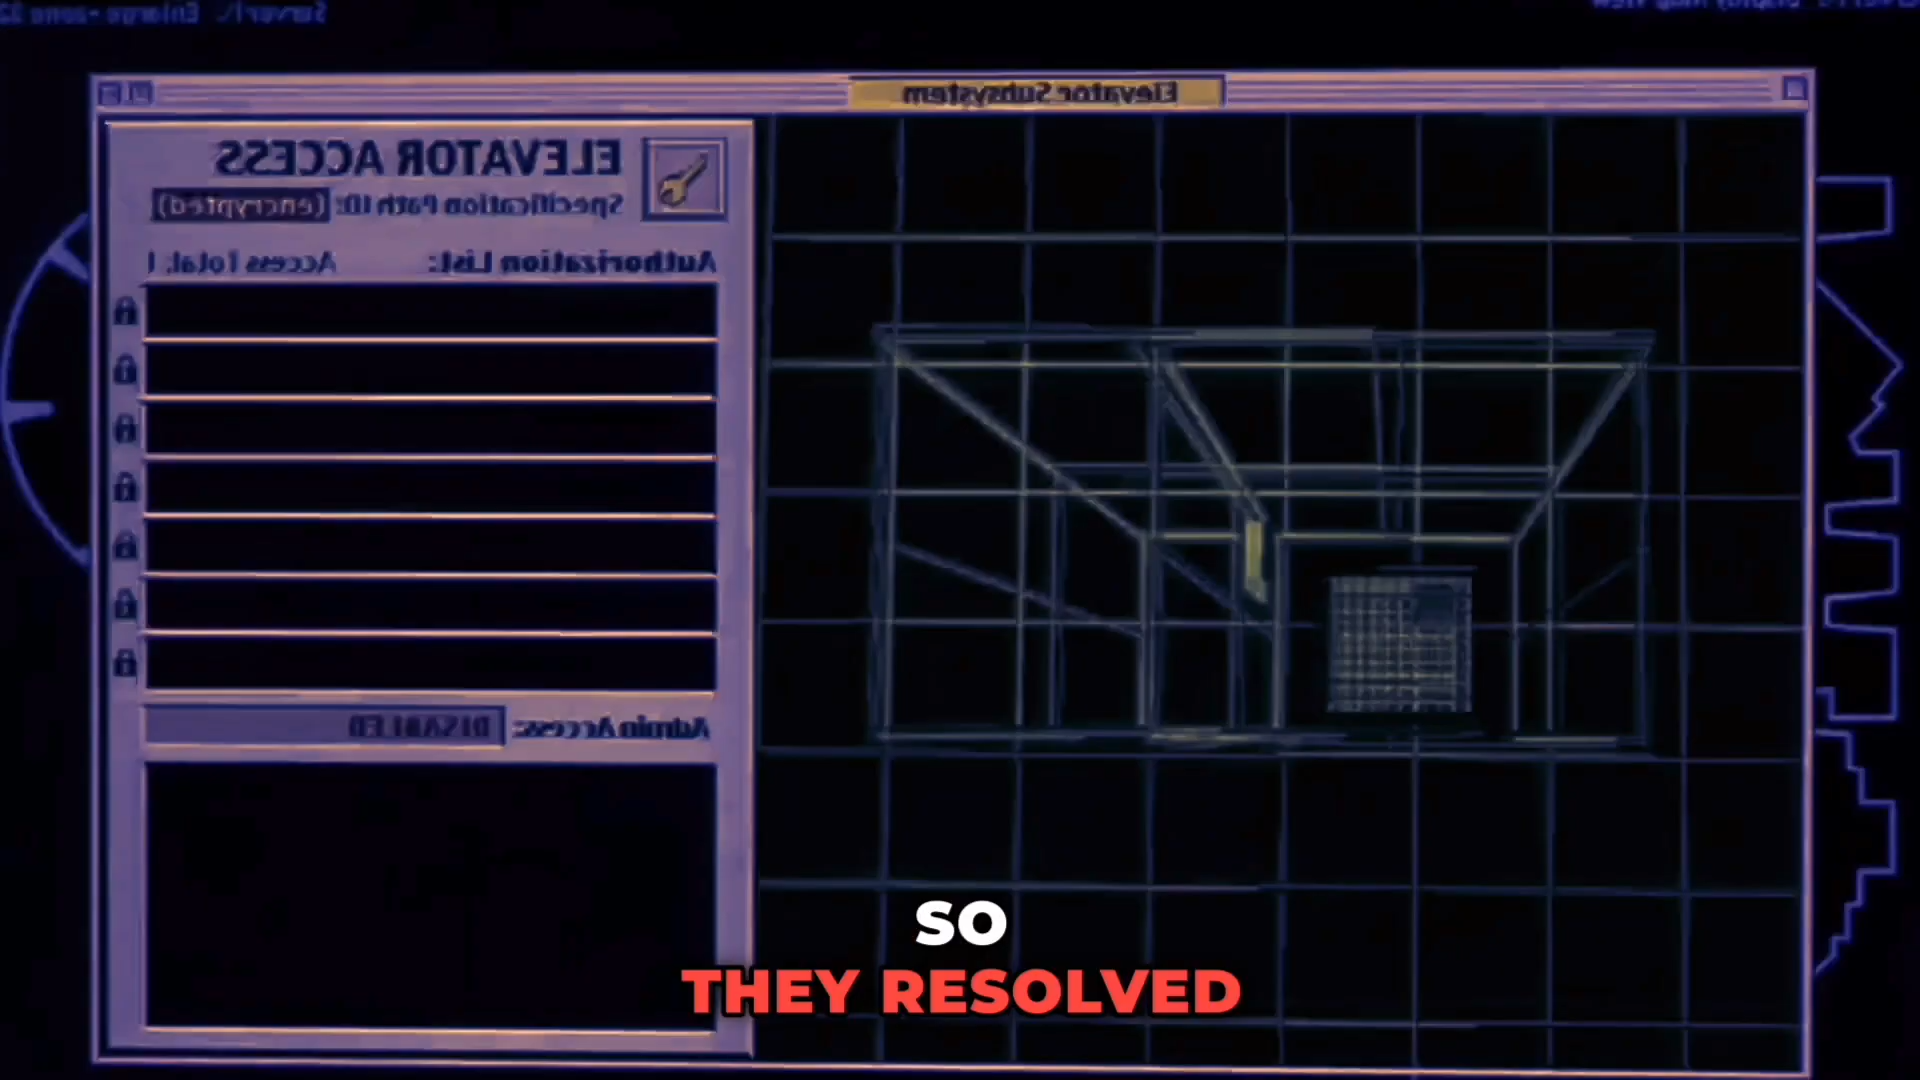 Elevator Subsystem
ELEVATOR ACCESS
Specification Path ID: (encrypted)
Authorization List: Access Total:
Admin Access: DISABLED
SO
THEY RESOLVED